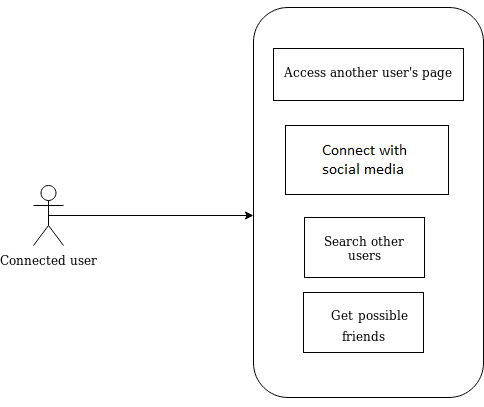 Access another user's page
Connect with
social media
Search other
users
Get possible
friends
Connected user